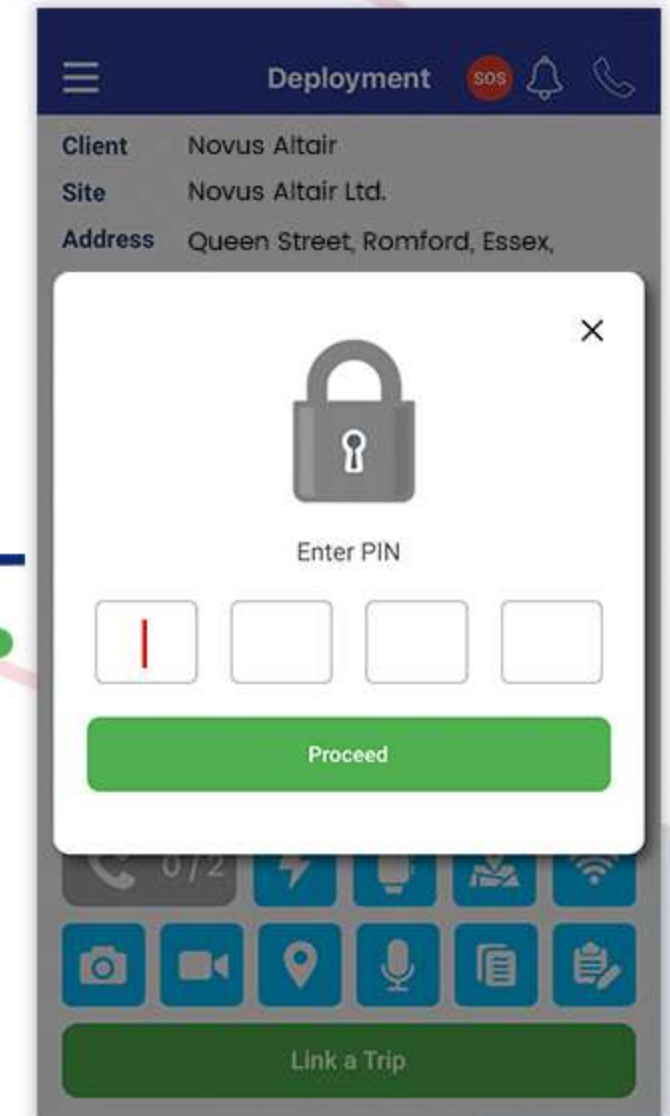 Deployment SOS
Client Novus Altair
Site Novus Altair Ltd.
Address Queen Street, Romford, Essex,
Enter PIN
Proceed
0/2
Link a Trip